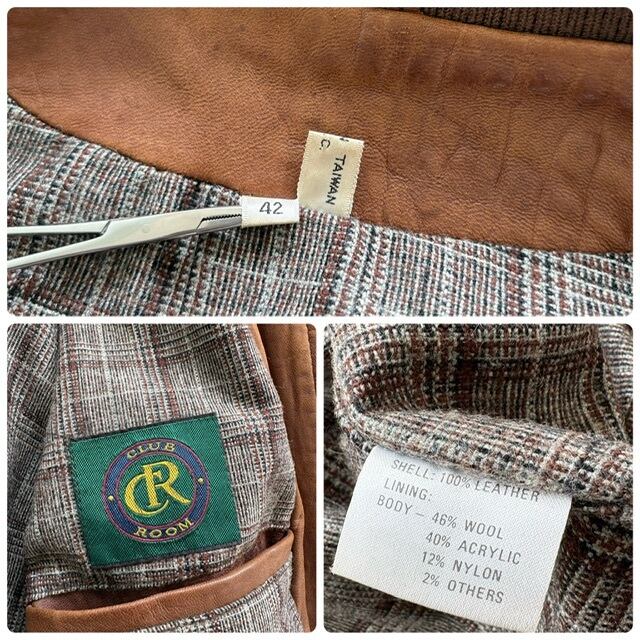 TAIWAN
42
CLUB
CR
ROOM
SHELL: 100% LEATHER
LINING:
BODY — 46% WOOL
40% ACRYLIC
12% NYLON
2% OTHERS